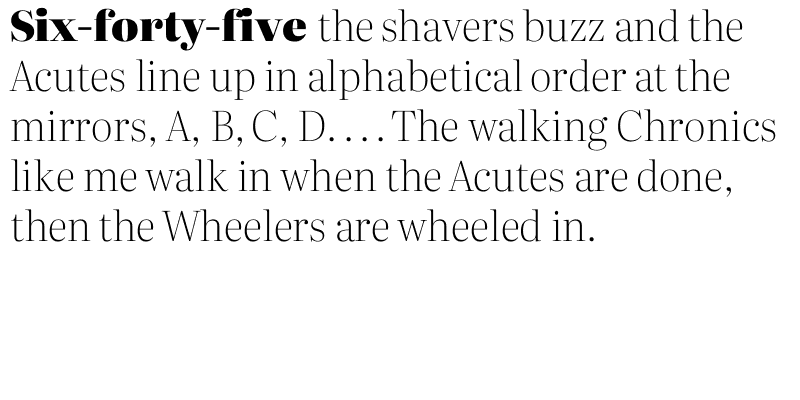 Six-forty-five the shavers buzz and the
Acutes line up in alphabetical order at the
mirrors, A, B, C, D. . . . The walking Chronics
like me walk in when the Acutes are done,
then the Wheelers are wheeled in.